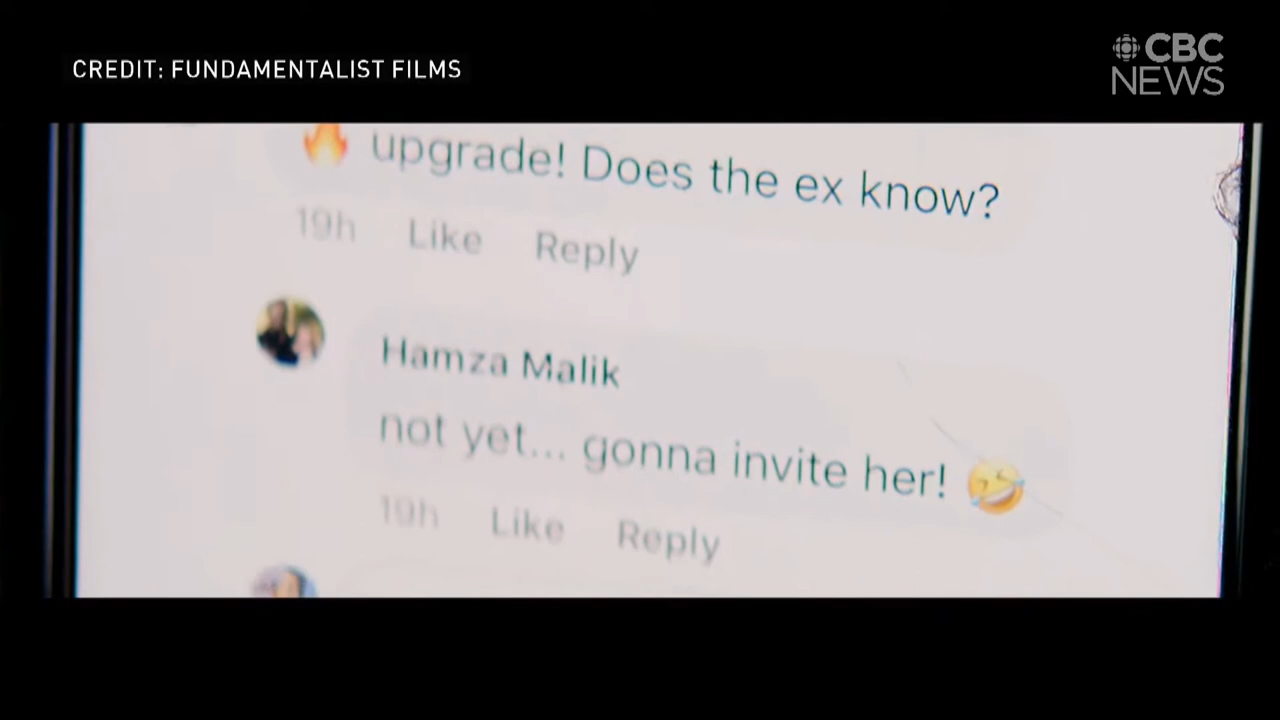 CREDIT: FUNDAMENTALIST FILMS
CBC
NEWS
🔥 upgrade! Does the ex know?
19h Like Reply
Hamza Malik
not yet... gonna invite her! 🤣
19h Like Reply